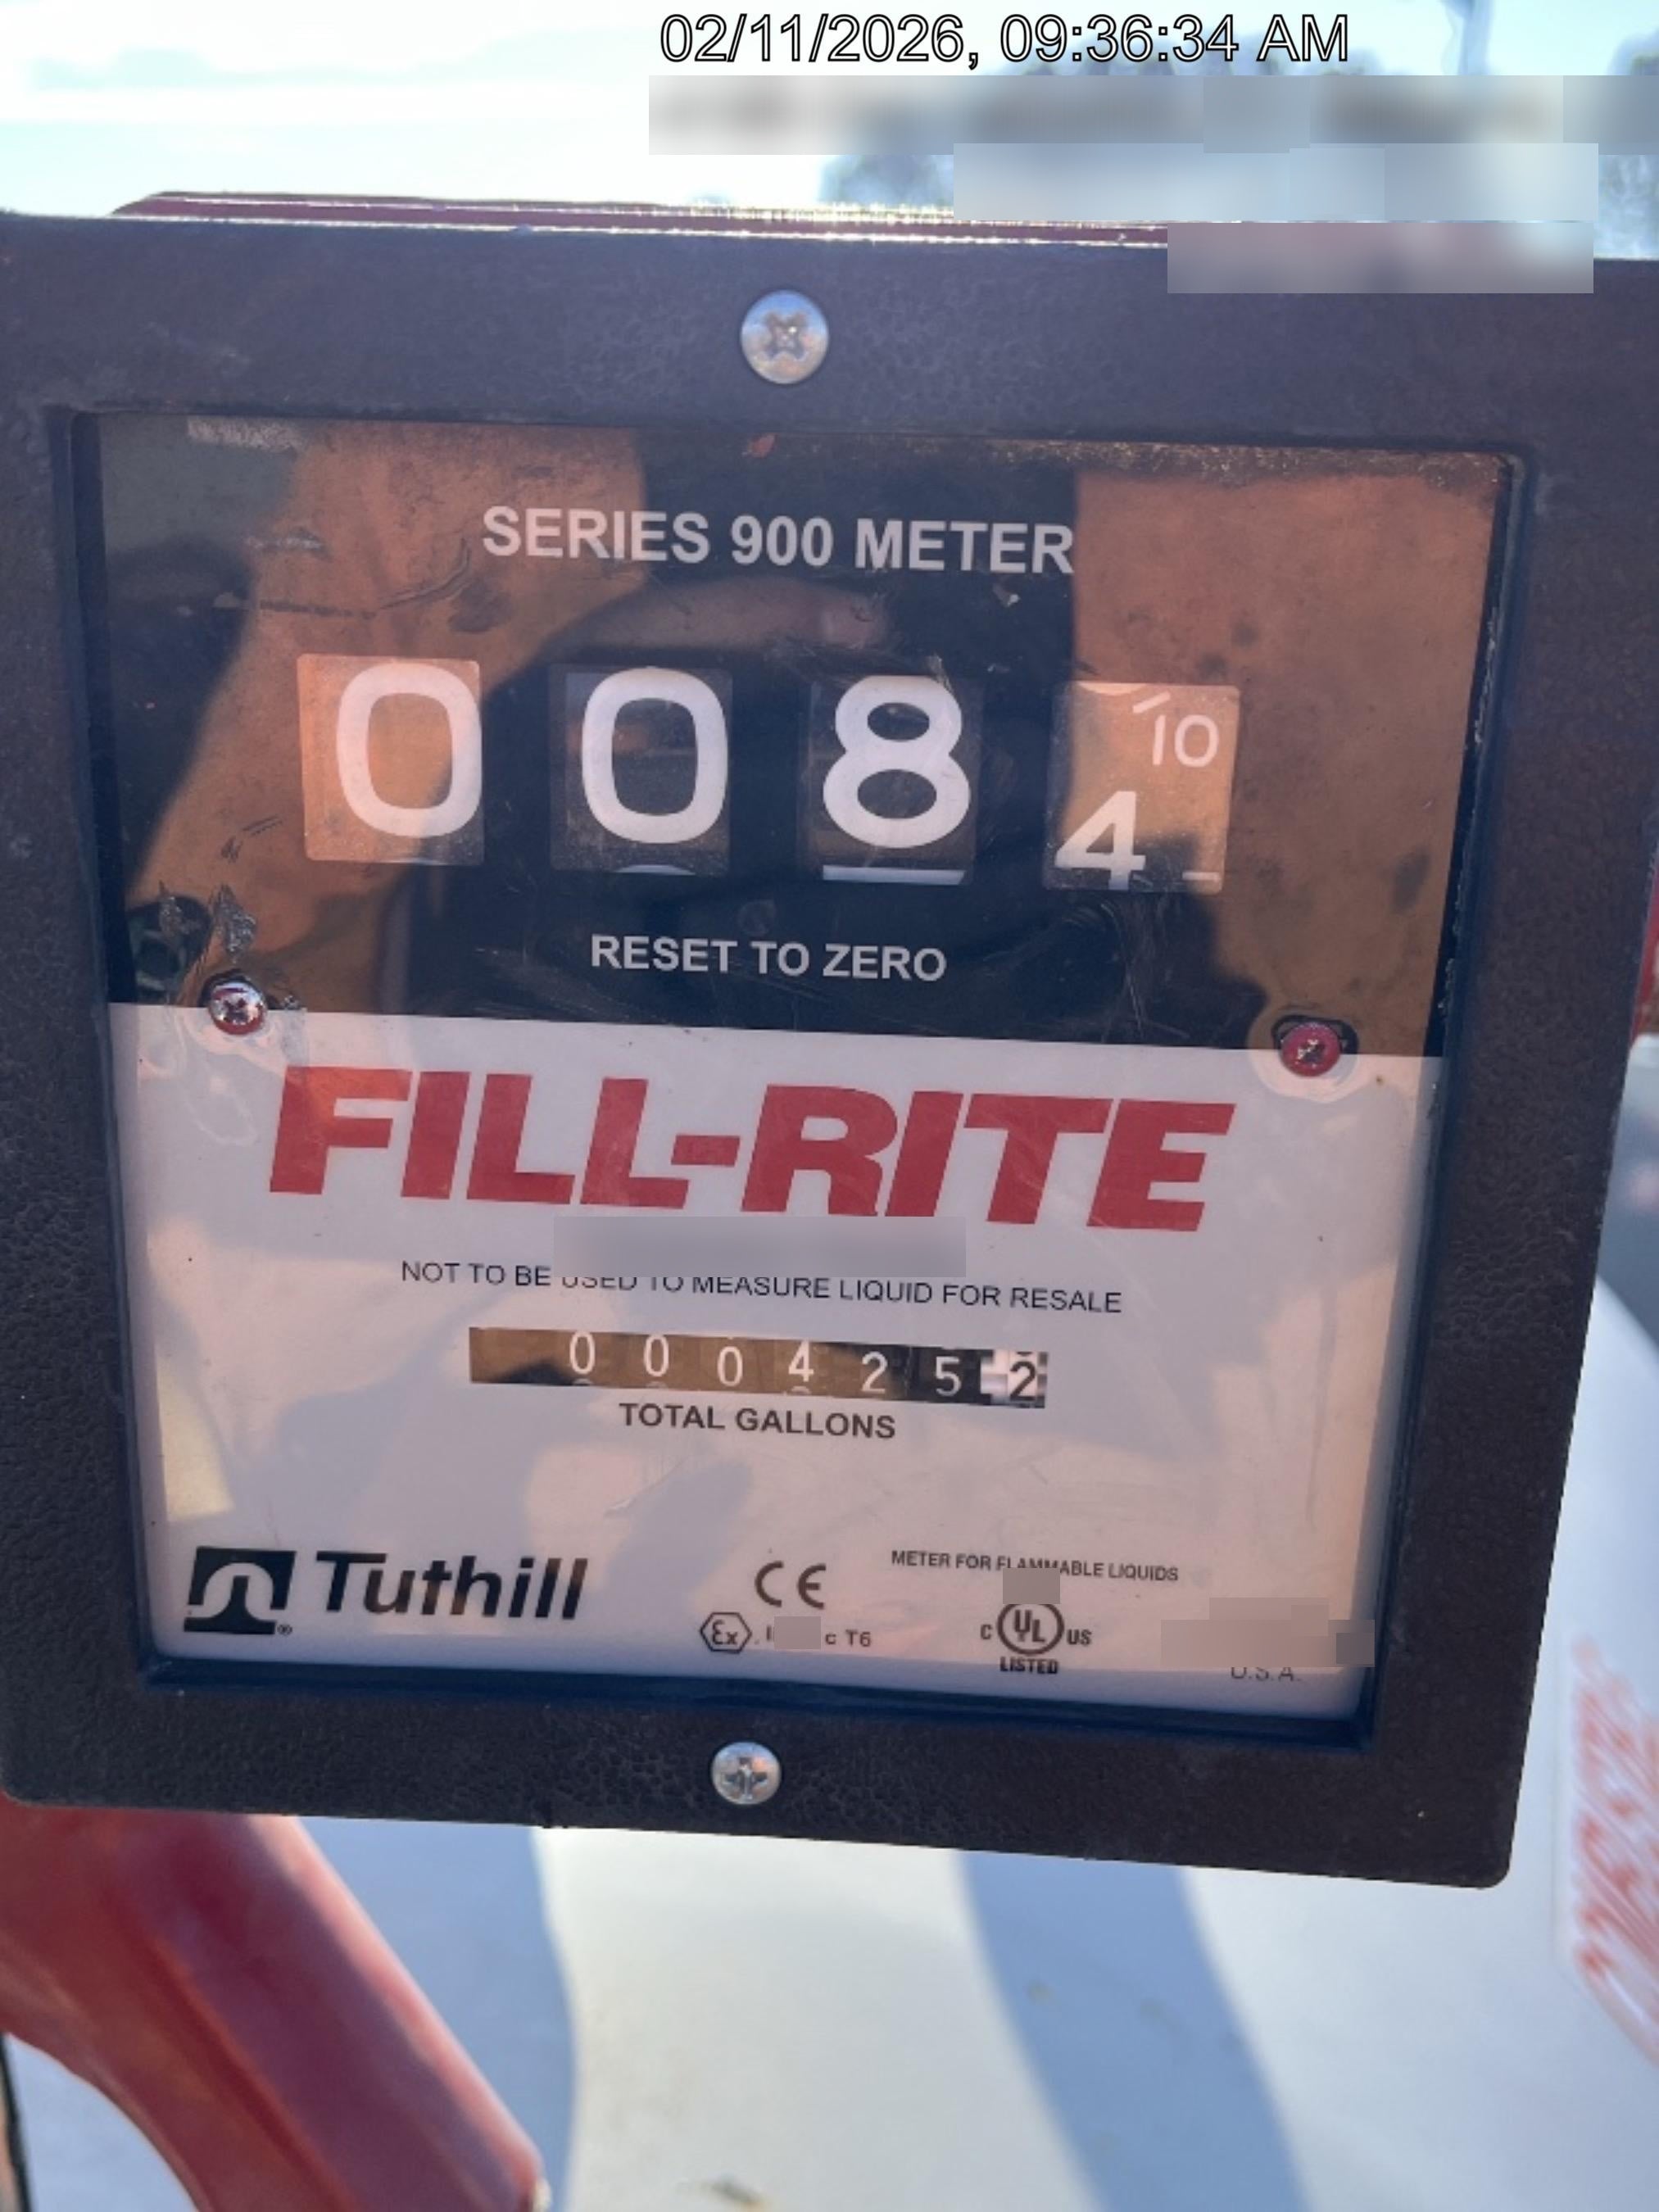 02/11/2026, 09:36:34 AM
SERIES 900 METER
0 0 8 4 /10
RESET TO ZERO
FILL-RITE
NOT TO BE USED TO MEASURE LIQUID FOR RESALE
0 0 0 4 2 5 2
TOTAL GALLONS
Tuthill ®
CE
METER FOR FLAMMABLE LIQUIDS
Ex c T6
C UL US
LISTED
U.S.A.